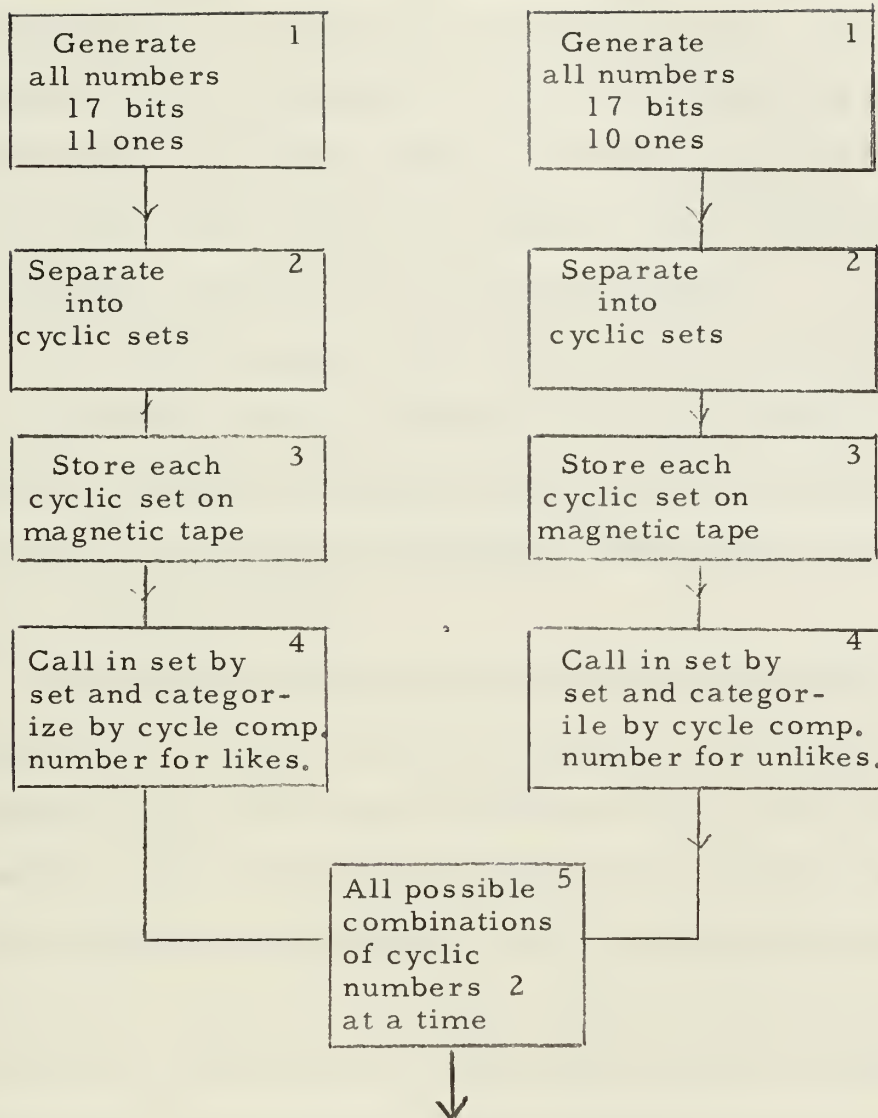 1
Generate
all numbers
17 bits
11 ones
1
Generate
all numbers
17 bits
10 ones
2
Separate
into
cyclic sets
2
Separate
into
cyclic sets
3
Store each
cyclic set on
magnetic tape
3
Store each
cyclic set on
magnetic tape
4
Call in set by
set and categor-
ize by cycle comp.
number for likes.
4
Call in set by
set and categor-
ile by cycle comp.
number for unlikes.
5
All possible
combinations
of cyclic
numbers 2
at a time